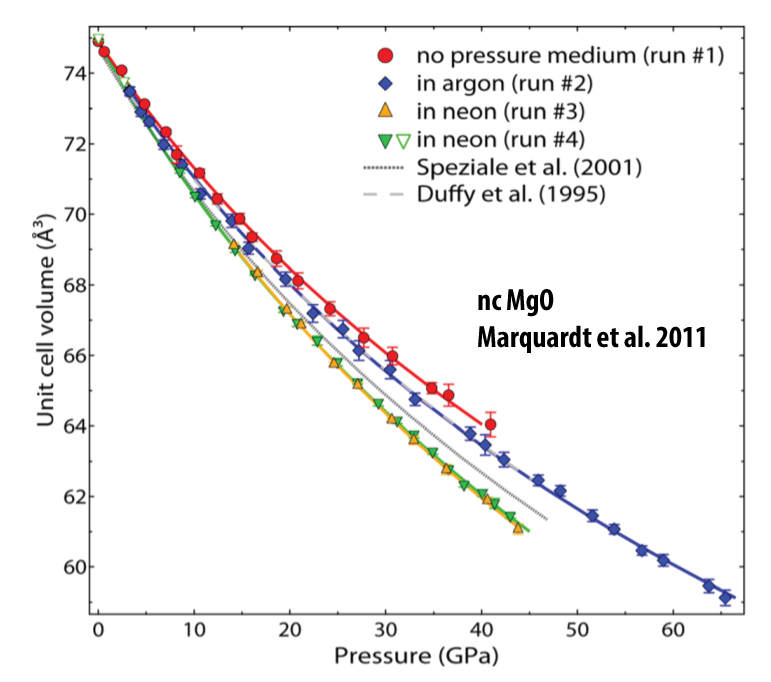 no pressure medium (run #1)
in argon (run #2)
in neon (run #3)
in neon (run #4)
Speziale et al. (2001)
Duffy et al. (1995)
nc MgO
Marquardt et al. 2011
Unit cell volume (Å³)
74
72
70
68
66
64
62
60
0 10 20 30 40 50 60
Pressure (GPa)